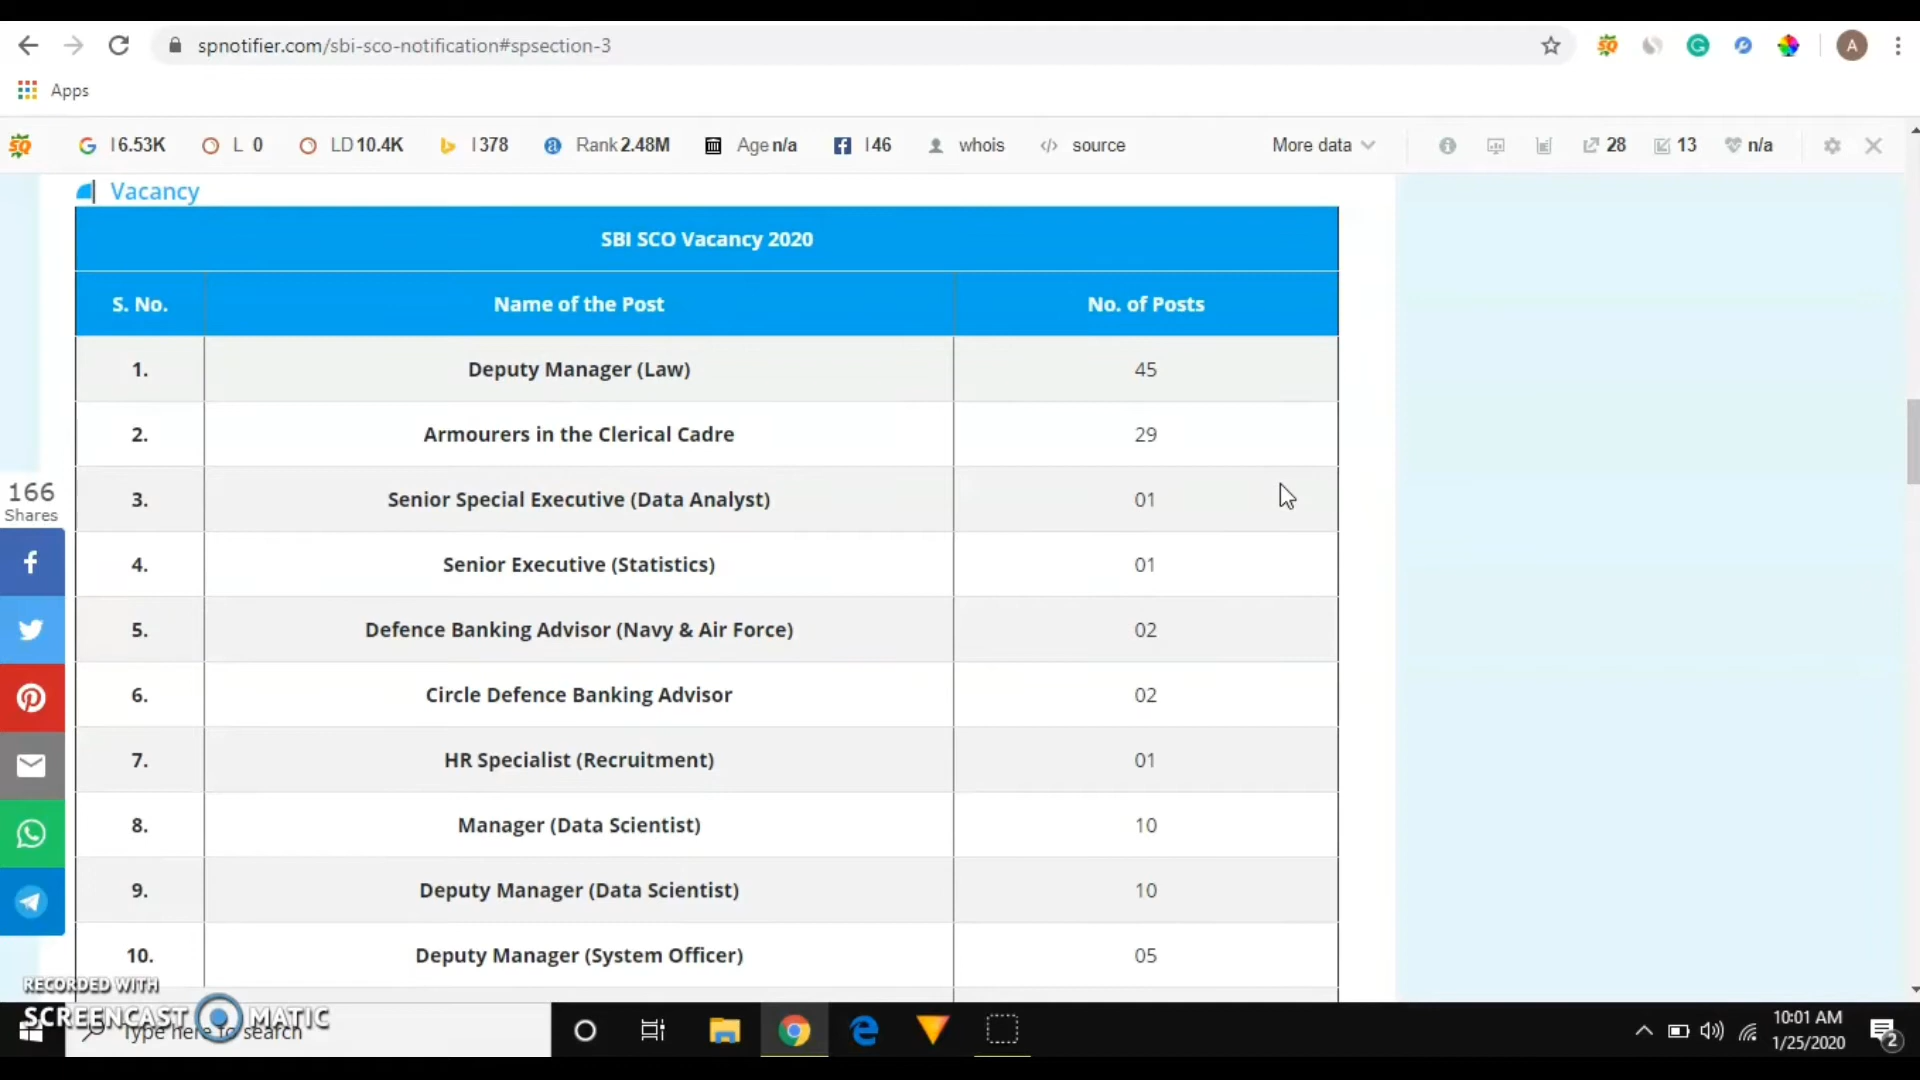 spnotifier.com/sbi-sco-notification#spsection-3
A
Apps
SQ
I 6.53K
L 0
LD 10.4K
I 378
Rank 2.48M
Age n/a
I 46
whois
source
More data
28
13
n/a
Vacancy
SBI SCO Vacancy 2020
S. No. Name of the Post No. of Posts
1. Deputy Manager (Law) 45
2. Armourers in the Clerical Cadre 29
3. Senior Special Executive (Data Analyst) 01
4. Senior Executive (Statistics) 01
5. Defence Banking Advisor (Navy & Air Force) 02
6. Circle Defence Banking Advisor 02
7. HR Specialist (Recruitment) 01
8. Manager (Data Scientist) 10
9. Deputy Manager (Data Scientist) 10
10. Deputy Manager (System Officer) 05
166
Shares
RECORDED WITH
SCREENCAST MATIC
Type here to search
10:01 AM
1/25/2020
2